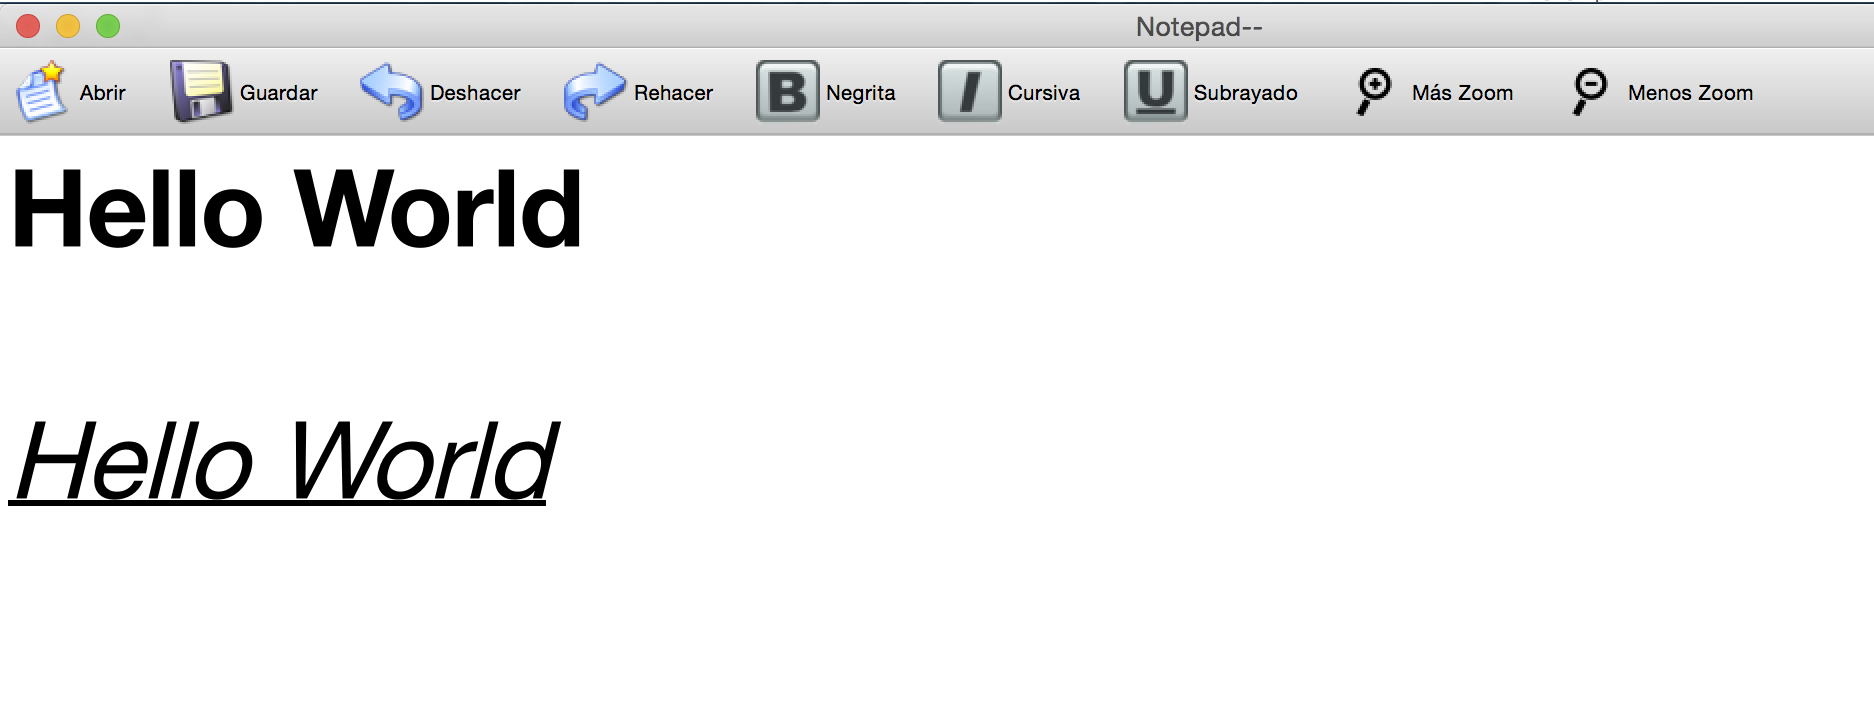 Notepad--
Abrir Guardar Deshacer Rehacer B Negrita I Cursiva U Subrayado Más Zoom Menos Zoom
Hello World
Hello World